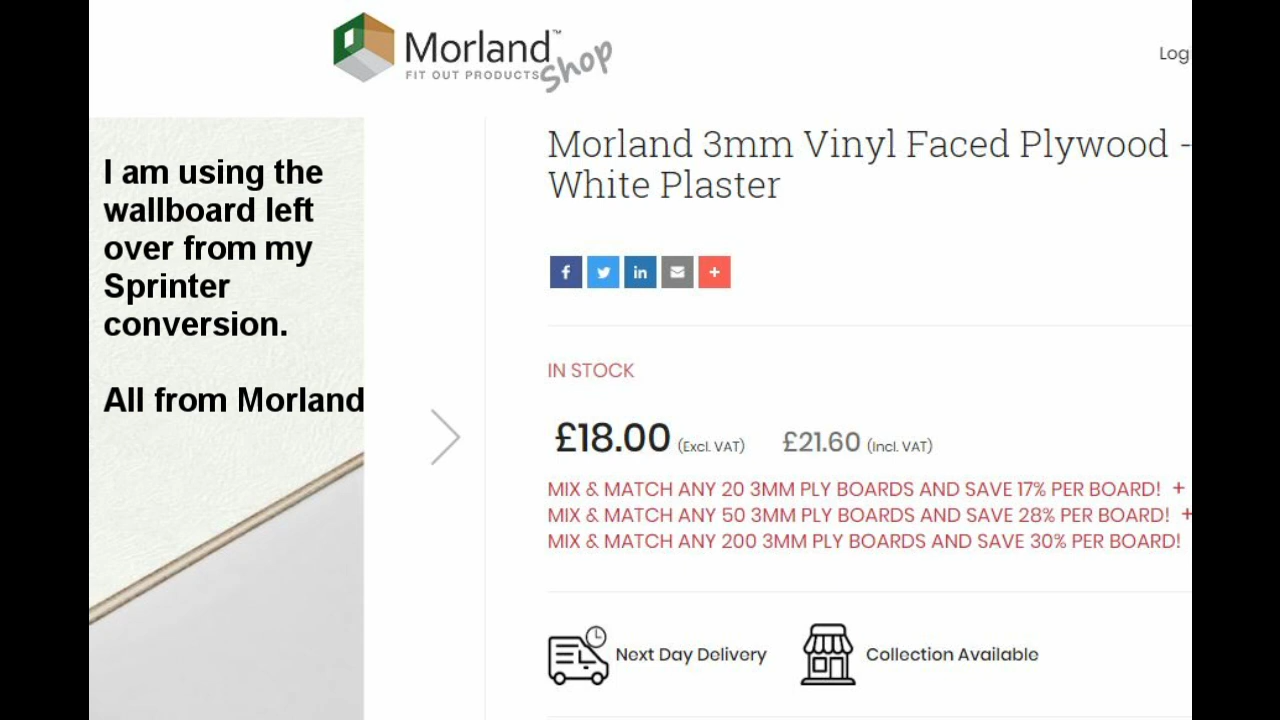 Morland™
FIT OUT PRODUCTS
shop
Log
I am using the
wallboard left
over from my
Sprinter
conversion.
All from Morland
Morland 3mm Vinyl Faced Plywood -
White Plaster
f in +
IN STOCK
£18.00 (Excl. VAT) £21.60 (Incl. VAT)
MIX & MATCH ANY 20 3MM PLY BOARDS AND SAVE 17% PER BOARD! +
MIX & MATCH ANY 50 3MM PLY BOARDS AND SAVE 28% PER BOARD! +
MIX & MATCH ANY 200 3MM PLY BOARDS AND SAVE 30% PER BOARD!
Next Day Delivery
Collection Available